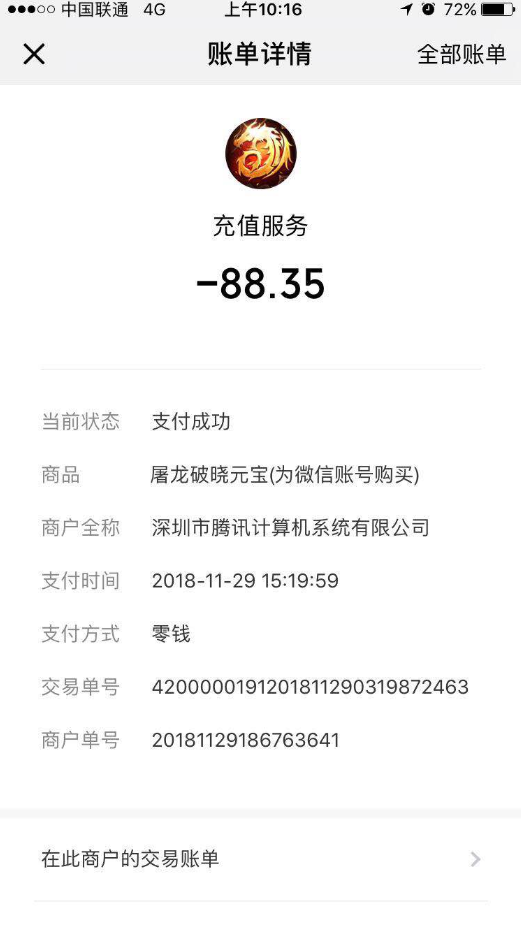 中国联通 4G 上午10:16 72%
账单详情 全部账单
充值服务
-88.35
当前状态 支付成功
商品 屠龙破晓元宝(为微信账号购买)
商户全称 深圳市腾讯计算机系统有限公司
支付时间 2018-11-29 15:19:59
支付方式 零钱
交易单号 4200000191201811290319872463
商户单号 20181129186763641
在此商户的交易账单